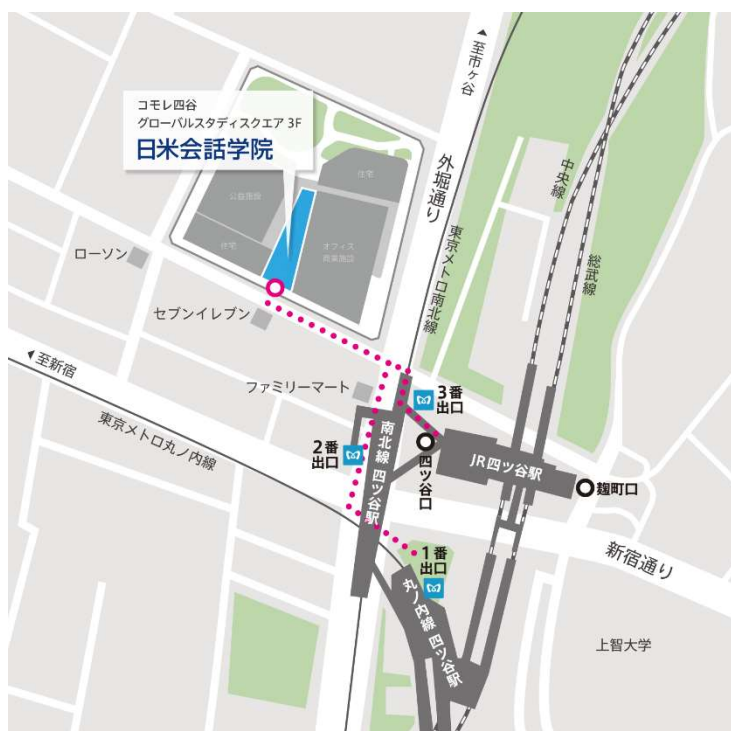 コモレ四谷
グローバルスタディスクエア 3F
日米会話学院
至市ヶ谷
外堀通り
中央線
総武線
東京メトロ南北線
住宅
公益施設
住宅
オフィス
商業施設
ローソン
セブンイレブン
至新宿
ファミリーマート
東京メトロ丸ノ内線
3番
出口
2番
出口
南北線 四ツ谷駅
四ツ谷口
JR四ツ谷駅
麹町口
1番
出口
新宿通り
丸ノ内線 四ツ谷駅
上智大学